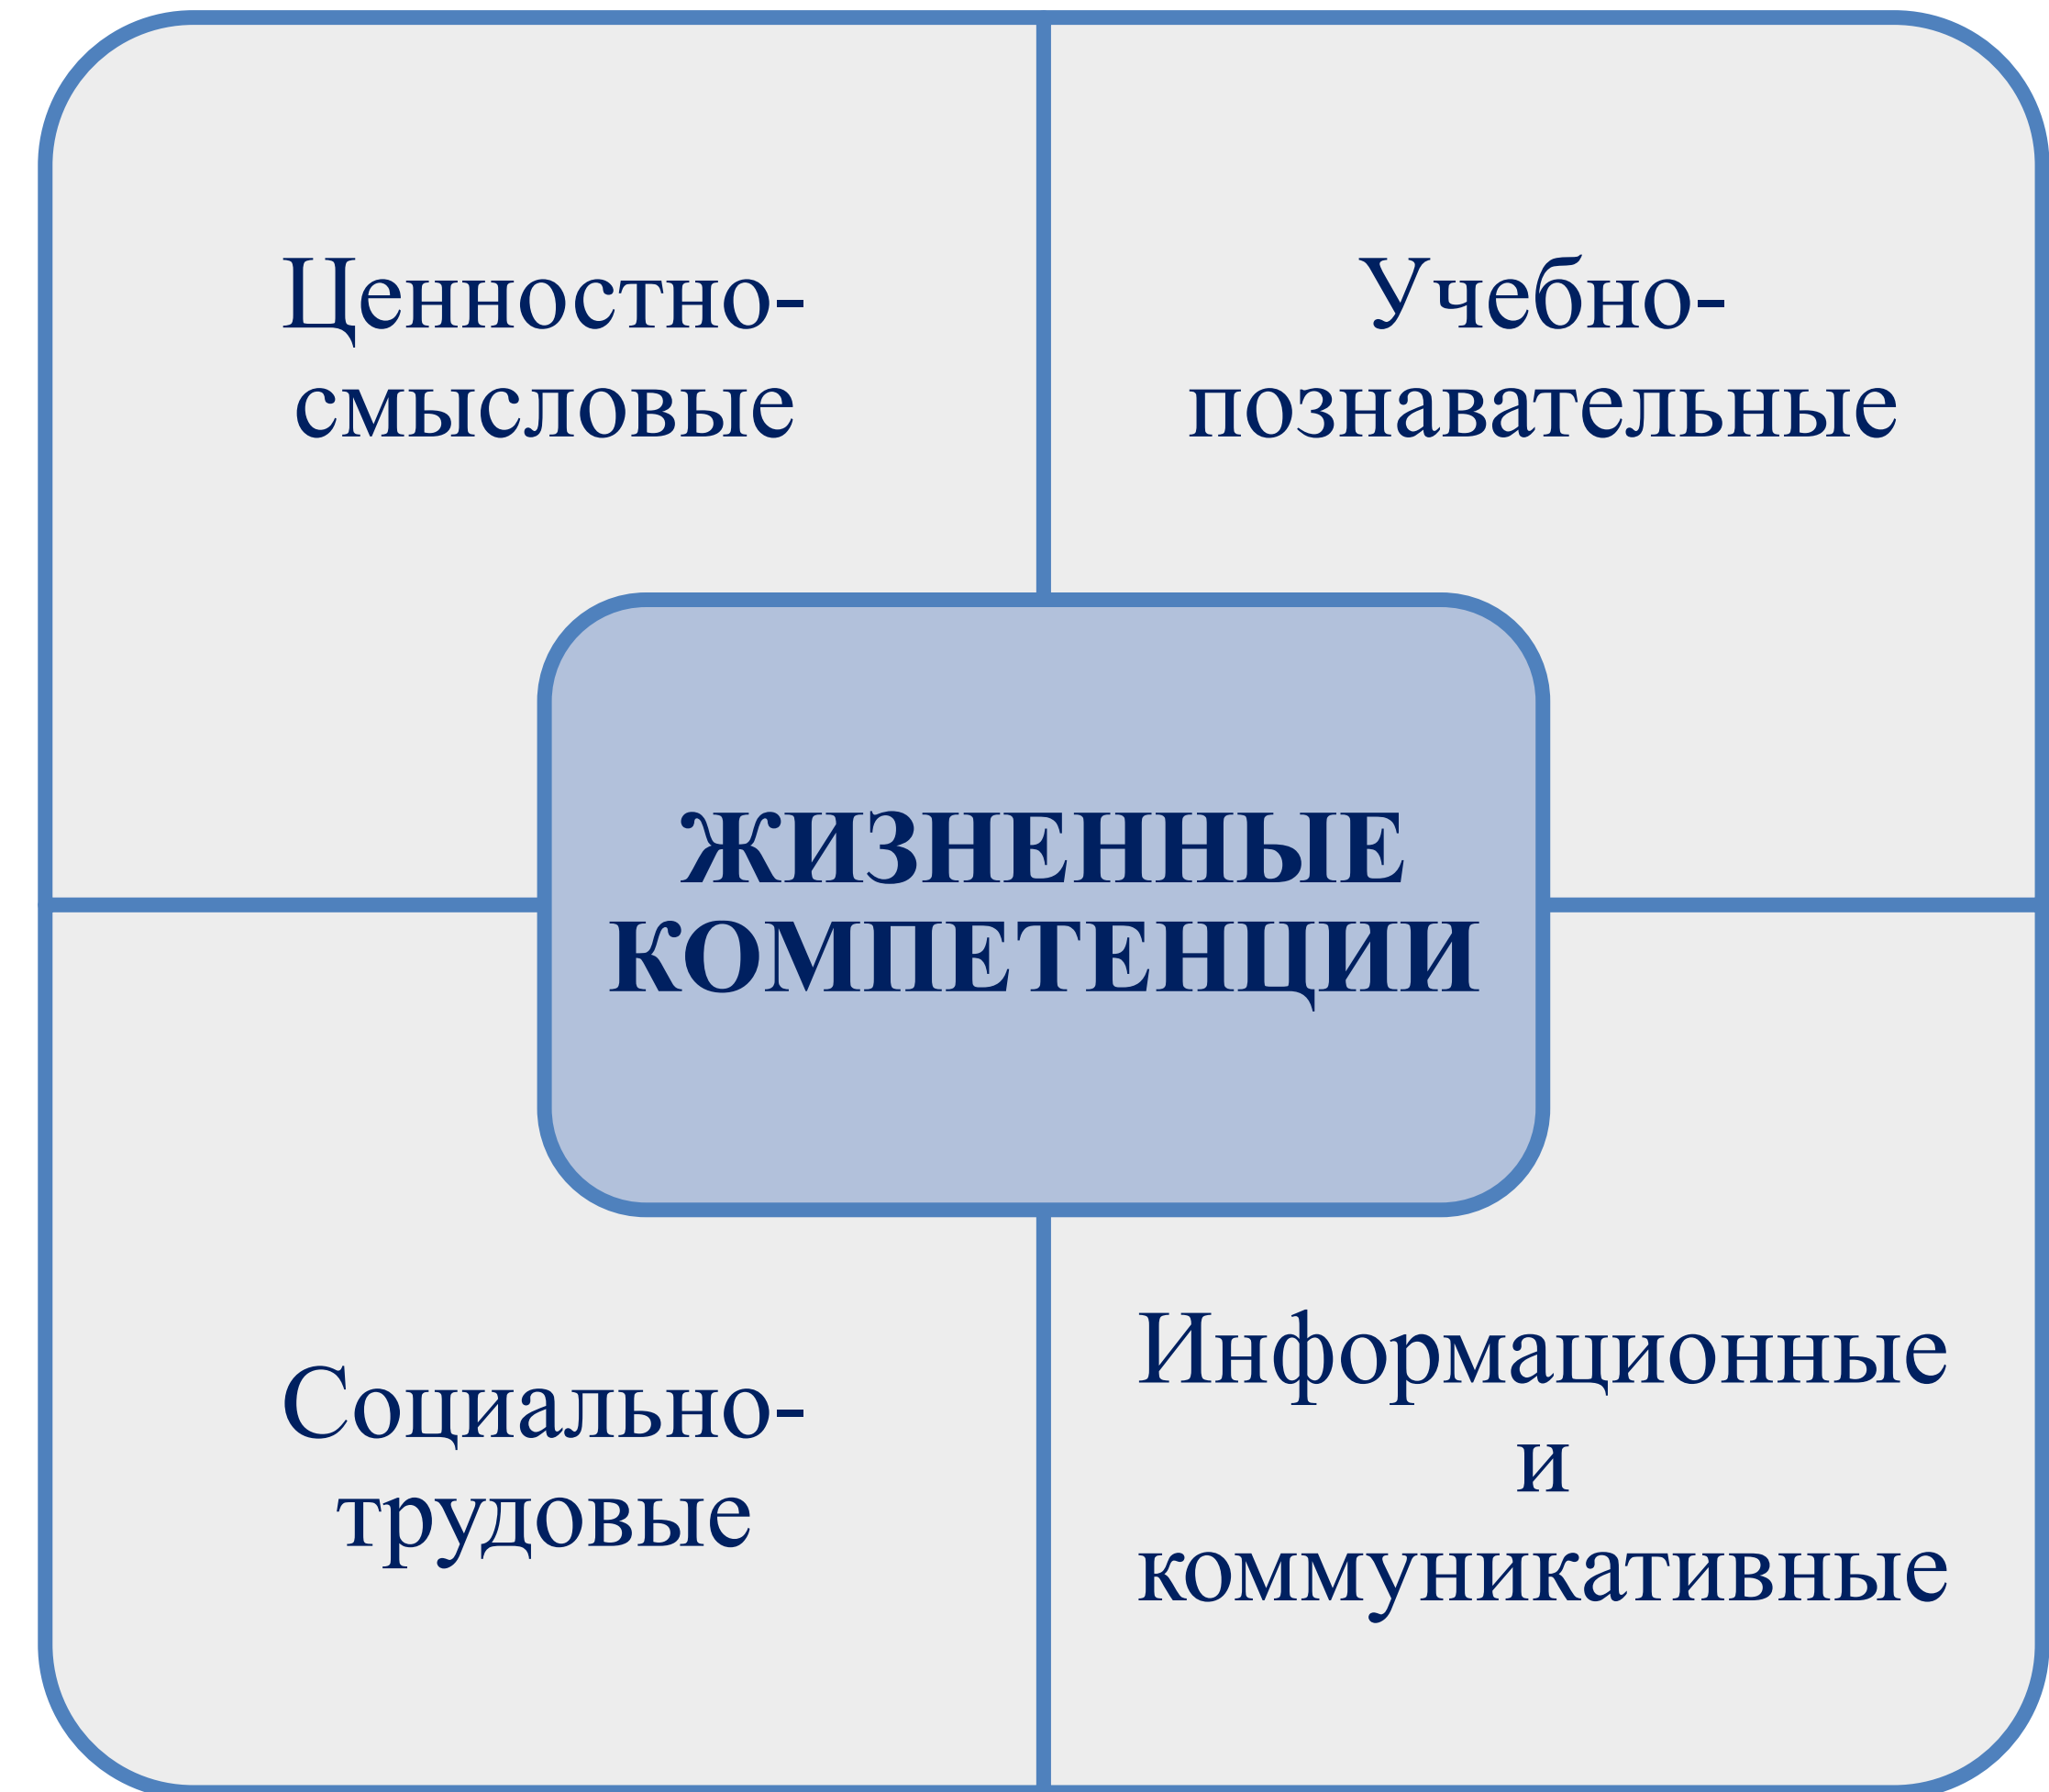 Ценностно-
смысловые
Учебно-
познавательные
ЖИЗНЕННЫЕ
КОМПЕТЕНЦИИ
Социально-
трудовые
Информационные
и
коммуникативные